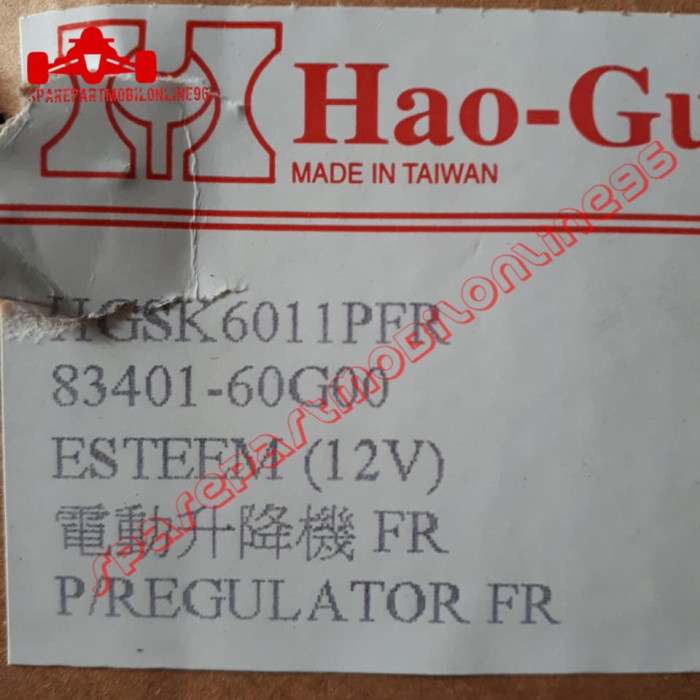 SPAREPARTMOBILONLINE96
Hao-Gu
MADE IN TAIWAN
HGSK6011PFR
83401-60G00
ESTEEM (12V)
電動升降機 FR
P/REGULATOR FR
sparepartmobilonline96